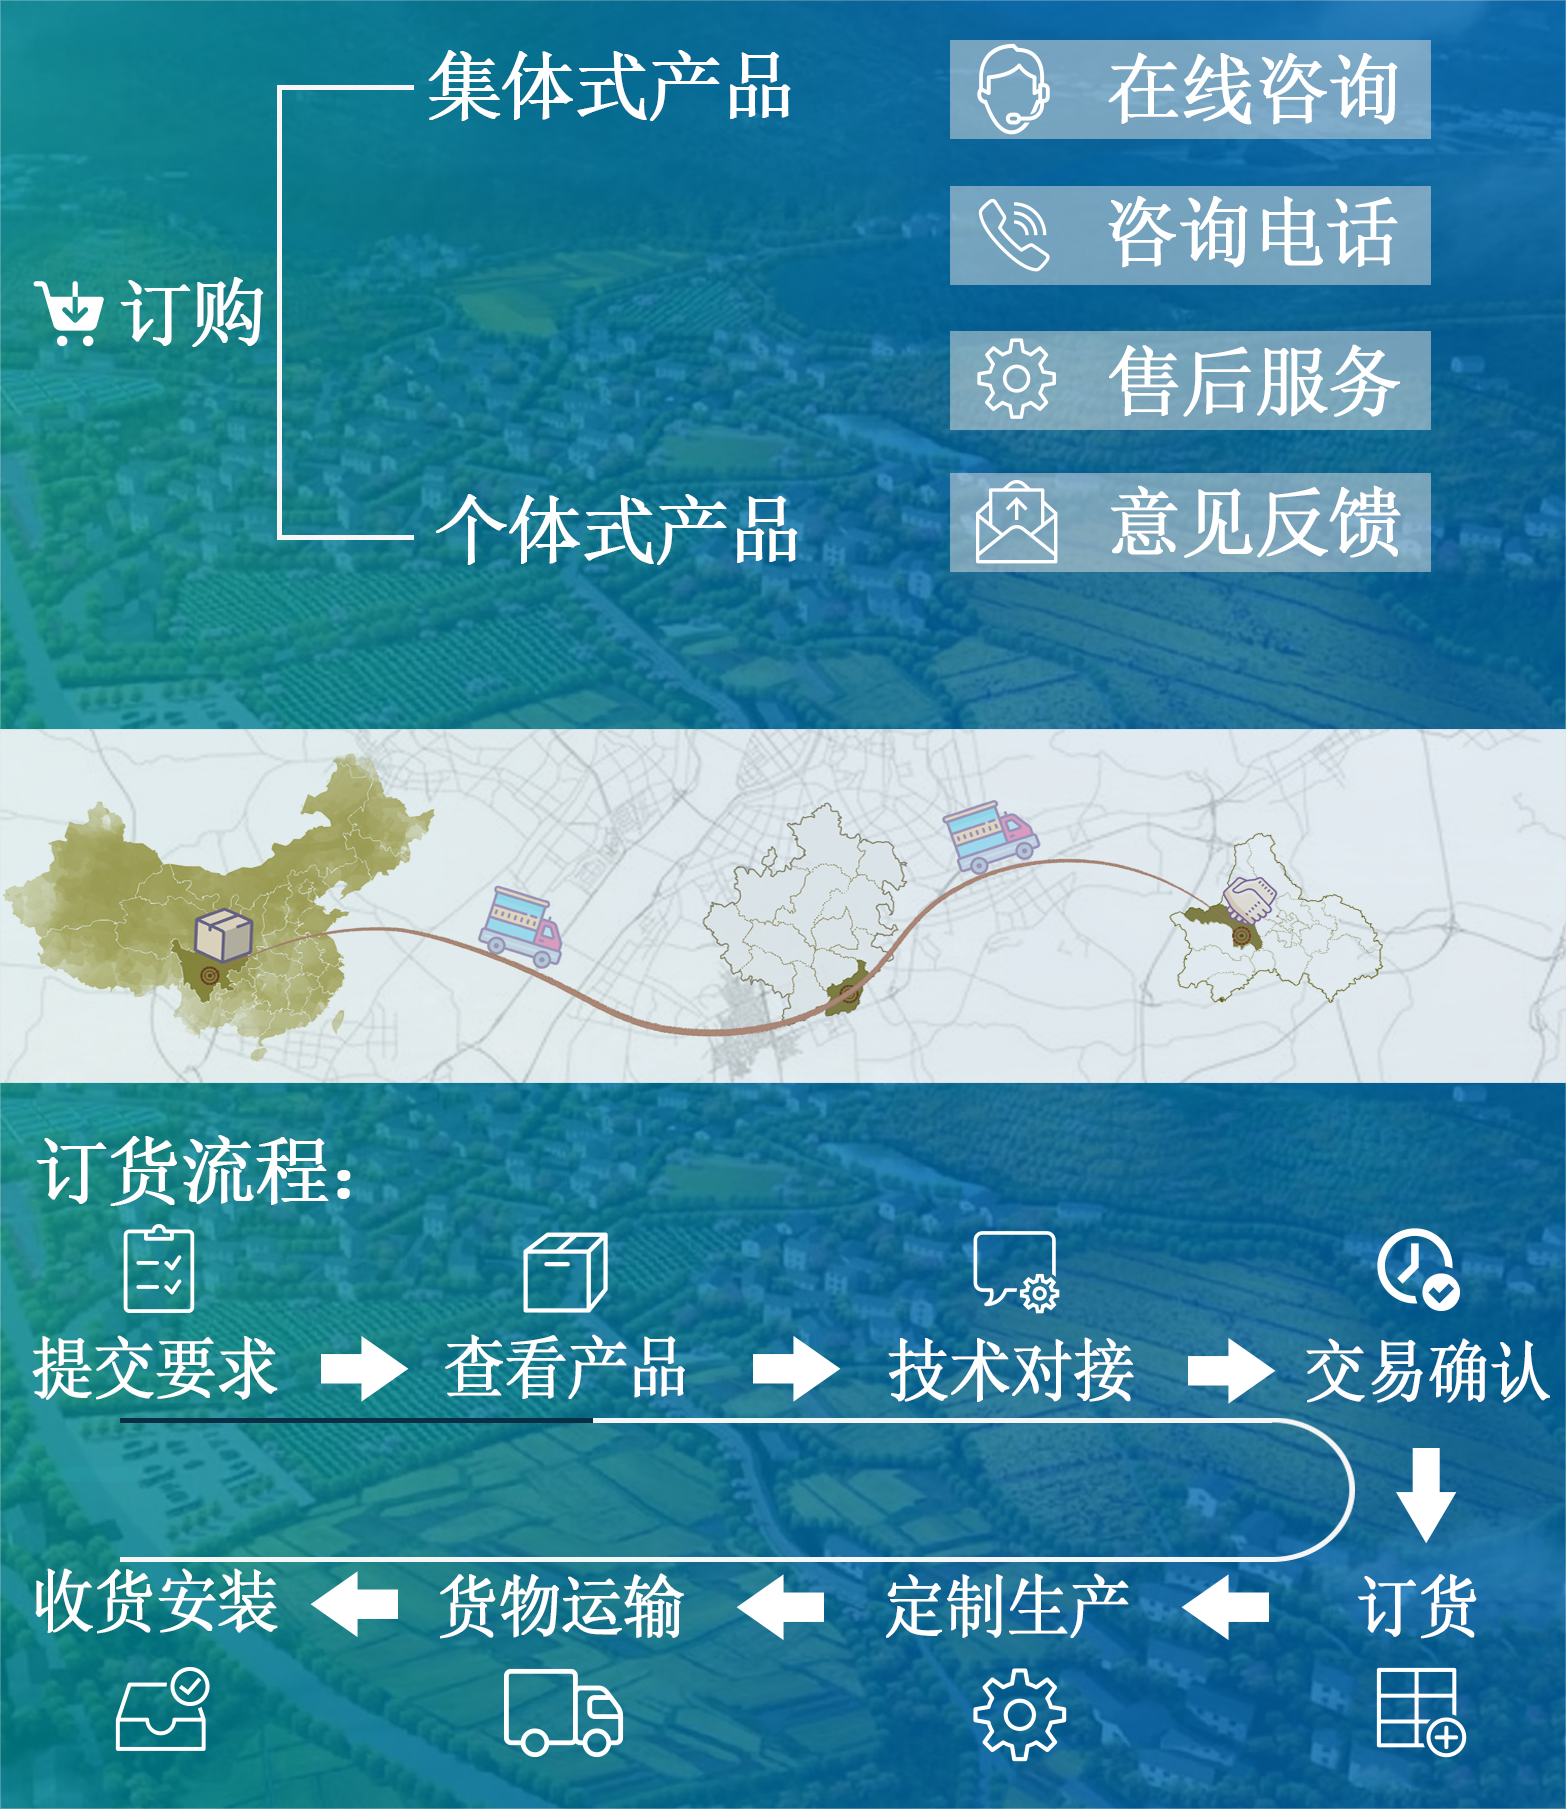 集体式产品
在线咨询
咨询电话
订购
售后服务
个体式产品
意见反馈
订货流程:
提交要求
查看产品
技术对接
交易确认
收货安装
货物运输
定制生产
订货